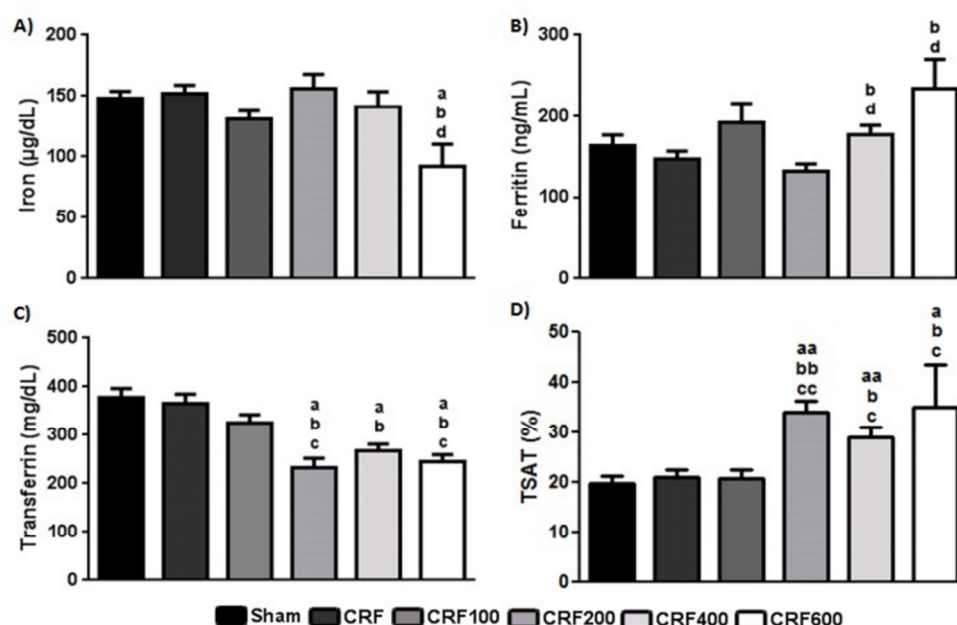 A)
200
150
100
50
0
Iron (µg/dL)
a
b
d
B)
300
200
100
0
Ferritin (ng/mL)
b
d
b
d
C)
500
400
300
200
100
0
Transferrin (mg/dL)
a
b
c
a
b
a
b
c
D)
50
40
30
20
10
0
TSAT (%)
aa
bb
cc
aa
b
c
a
b
c
Sham CRF CRF100 CRF200 CRF400 CRF600